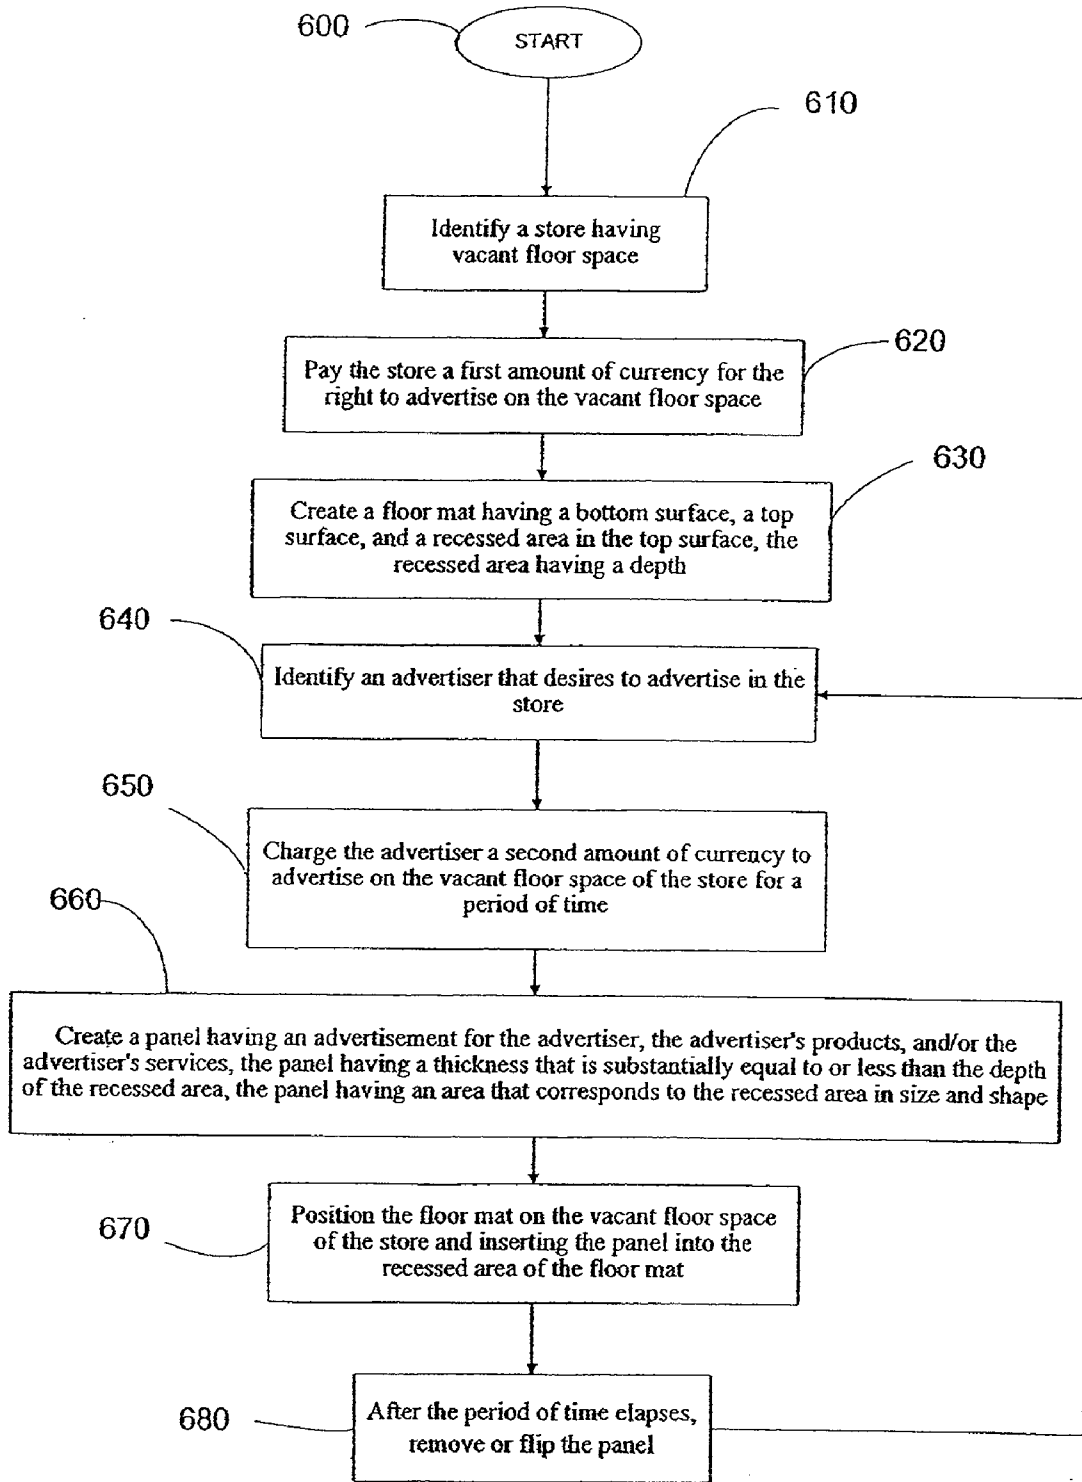 600
START
610
Identify a store having
vacant floor space
620
Pay the store a first amount of currency for the
right to advertise on the vacant floor space
630
Create a floor mat having a bottom surface, a top
surface, and a recessed area in the top surface, the
recessed area having a depth
640
Identify an advertiser that desires to advertise in the
store
650
Charge the advertiser a second amount of currency to
advertise on the vacant floor space of the store for a
period of time
660
Create a panel having an advertisement for the advertiser, the advertiser's products, and/or the
advertiser's services, the panel having a thickness that is substantially equal to or less than the depth
of the recessed area, the panel having an area that corresponds to the recessed area in size and shape
670
Position the floor mat on the vacant floor space
of the store and inserting the panel into the
recessed area of the floor mat
680
After the period of time elapses,
remove or flip the panel